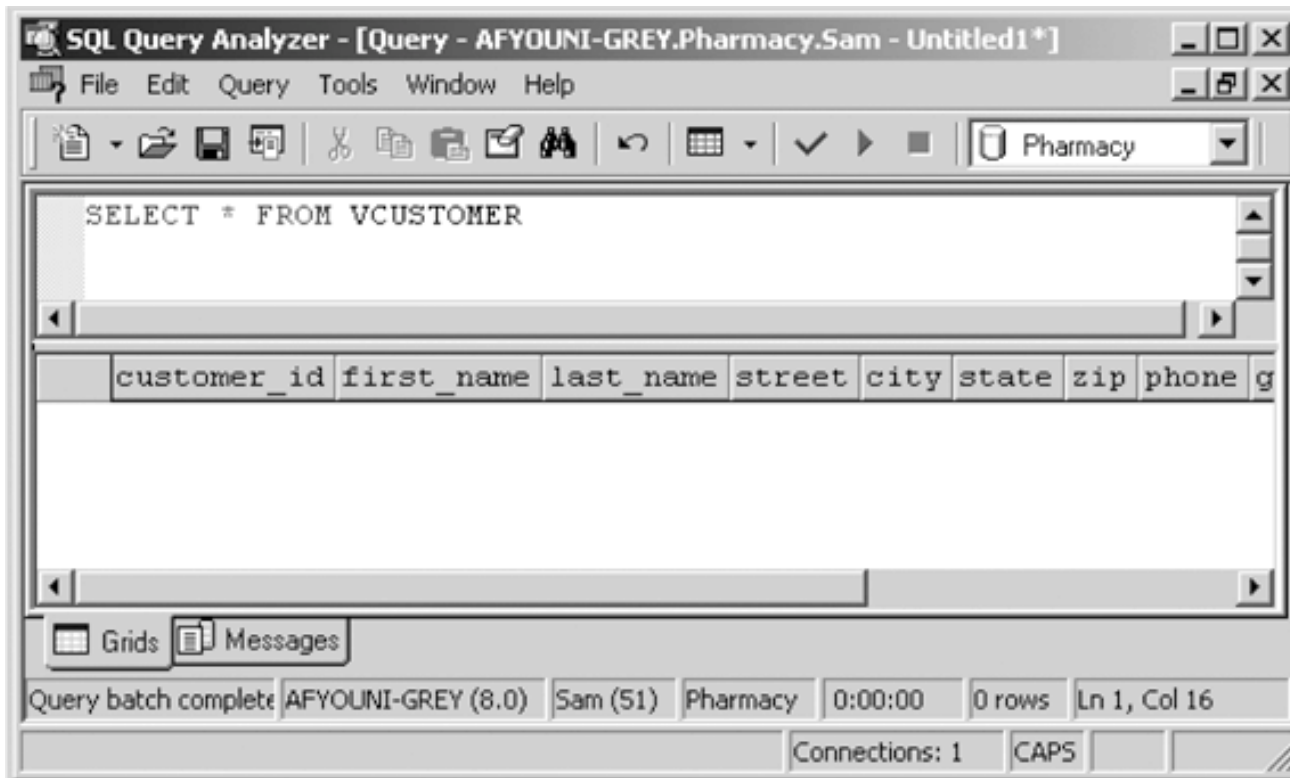 SQL Query Analyzer - [Query - AFYOUNI-GREY.Pharmacy.Sam - Untitled1*]
File Edit Query Tools Window Help
Pharmacy
SELECT * FROM VCUSTOMER
customer_id first_name last_name street city state zip phone g
Grids Messages
Query batch complete AFYOUNI-GREY (8.0) Sam (51) Pharmacy 0:00:00 0 rows Ln 1, Col 16
Connections: 1 CAPS